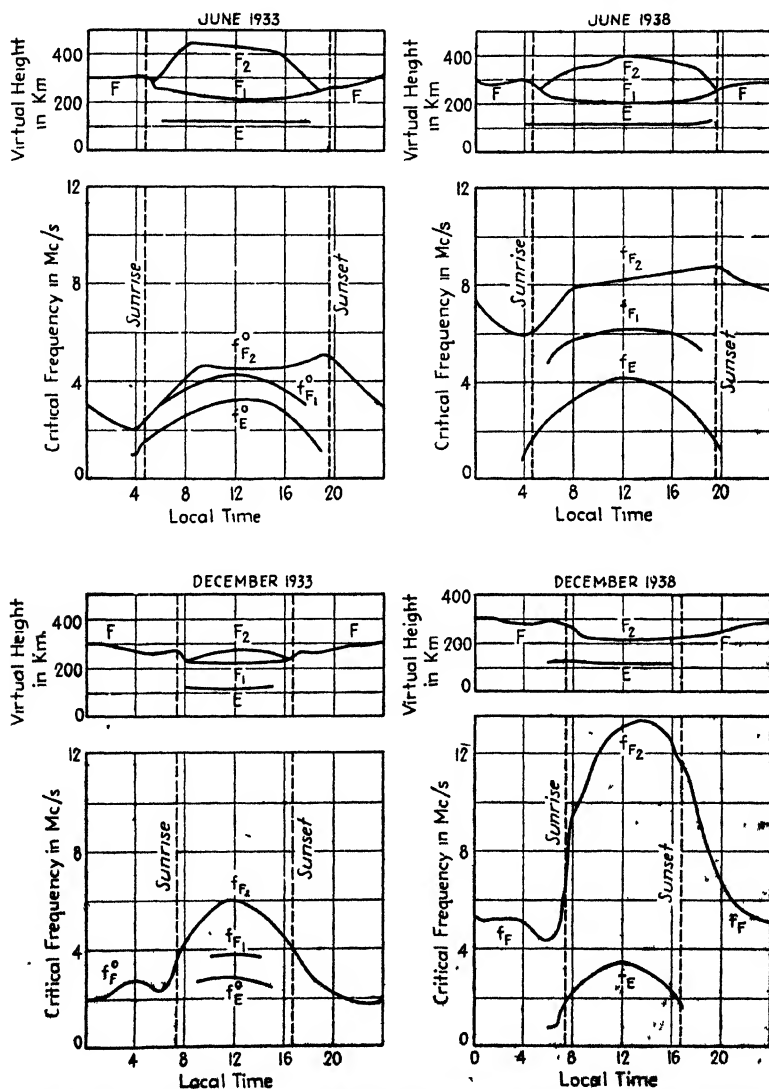 JUNE 1933
Virtual Height in Km
400
200
0
F
F2
F1
E
F
Critical Frequency in Mc/s
12
8
4
0
Sunrise
Sunset
f°F2
f°F1
f°E
4 8 12 16 20
Local Time
JUNE 1938
Virtual Height in Km
400
200
0
F
F2
F1
E
F
Critical Frequency in Mc/s
12
8
4
0
Sunrise
Sunset
fF2
fF1
fE
4 8 12 16 20
Local Time
DECEMBER 1933
Virtual Height in Km.
400
200
0
F
F2
F1
E
F
Critical Frequency in Mc/s
12
8
4
0
Sunrise
Sunset
fF2
fF1
f°F
f°E
4 8 12 16 20
Local Time
DECEMBER 1938
Virtual Height in Km
400
200
0
F
F2
E
F
Critical Frequency in Mc/s
12
8
4
0
Sunrise
Sunset
fF2
fF
fF
fE
0 4 8 12 16 20
Local Time